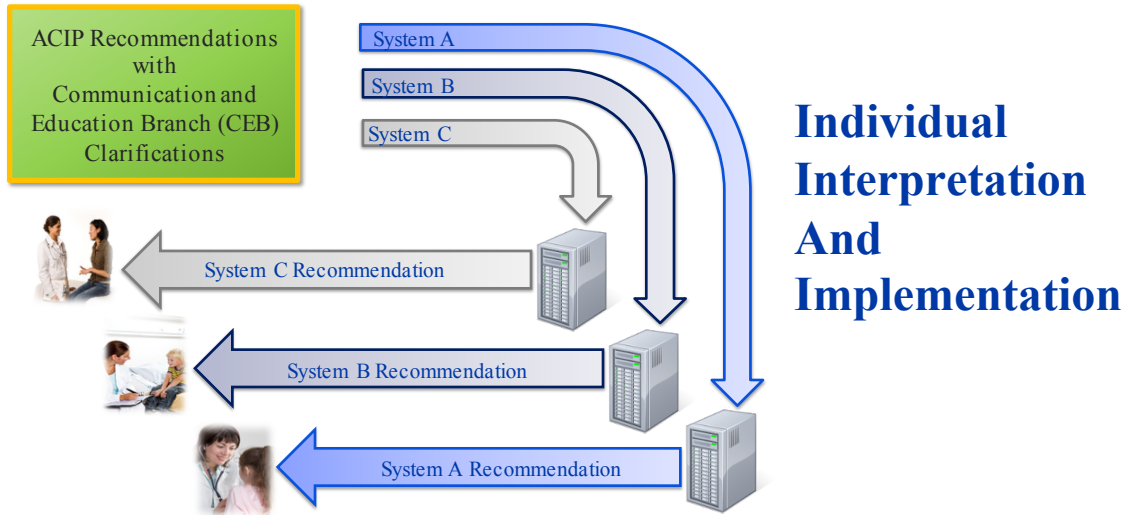 ACIP Recommendations
with
Communication and
Education Branch (CEB)
Clarifications
System A
System B
System C
Individual
Interpretation
And
Implementation
System C Recommendation
System B Recommendation
System A Recommendation